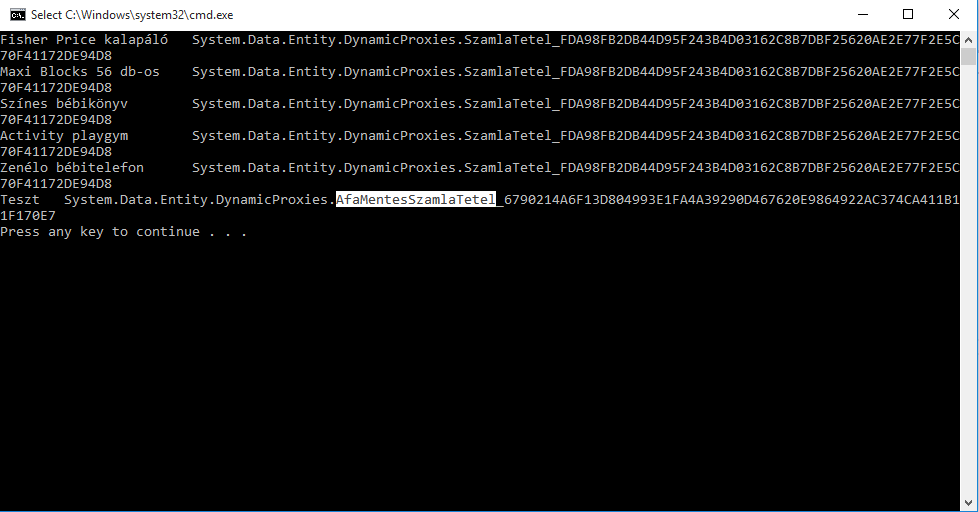 Select C:\Windows\system32\cmd.exe
Fisher Price kalapáló System.Data.Entity.DynamicProxies.SzamlaTetel_FDA98FB2DB44D95F243B4D03162C8B7DBF25620AE2E77F2E5C
70F41172DE94D8
Maxi Blocks 56 db-os System.Data.Entity.DynamicProxies.SzamlaTetel_FDA98FB2DB44D95F243B4D03162C8B7DBF25620AE2E77F2E5C
70F41172DE94D8
Színes bébikönyv System.Data.Entity.DynamicProxies.SzamlaTetel_FDA98FB2DB44D95F243B4D03162C8B7DBF25620AE2E77F2E5C
70F41172DE94D8
Activity playgym System.Data.Entity.DynamicProxies.SzamlaTetel_FDA98FB2DB44D95F243B4D03162C8B7DBF25620AE2E77F2E5C
70F41172DE94D8
Zenélo bébitelefon System.Data.Entity.DynamicProxies.SzamlaTetel_FDA98FB2DB44D95F243B4D03162C8B7DBF25620AE2E77F2E5C
70F41172DE94D8
Teszt System.Data.Entity.DynamicProxies.AfaMentesSzamlaTetel_6790214A6F13D804993E1FA4A39290D467620E9864922AC374CA411B1
1F170E7
Press any key to continue . . .